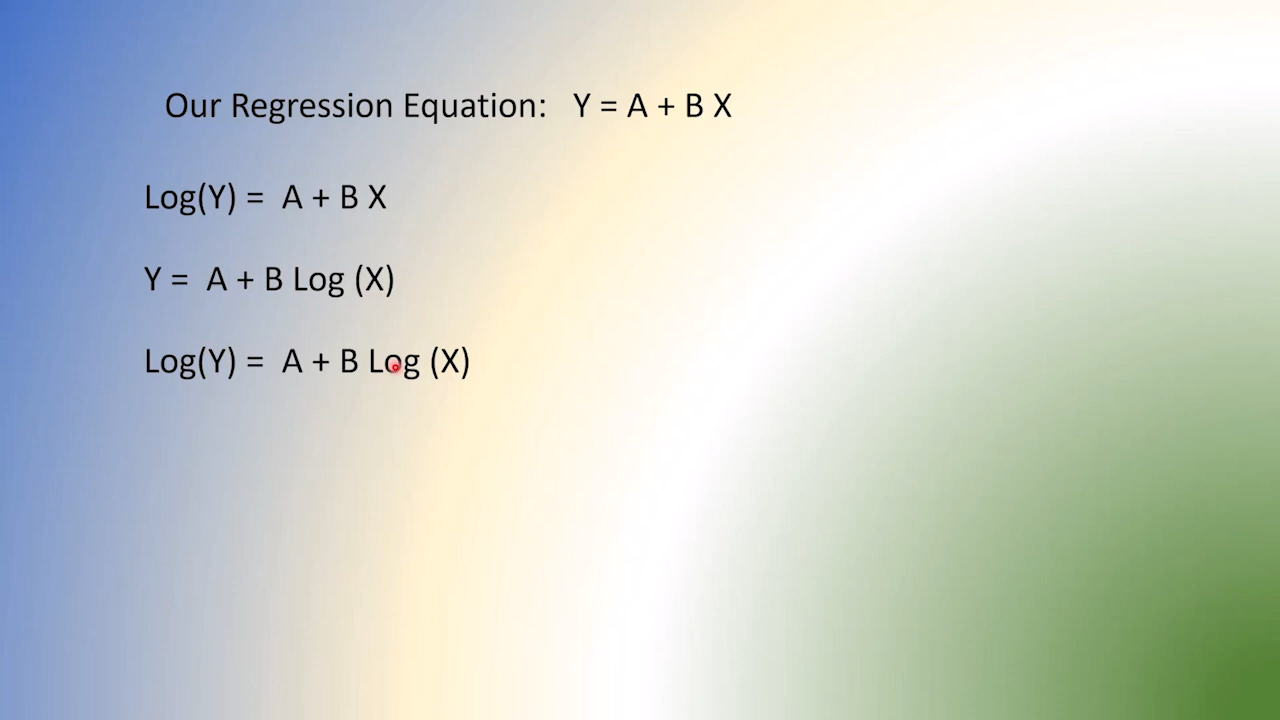 Our Regression Equation: Y = A + B X
Log(Y) = A + B X
Y = A + B Log (X)
Log(Y) = A + B Log (X)